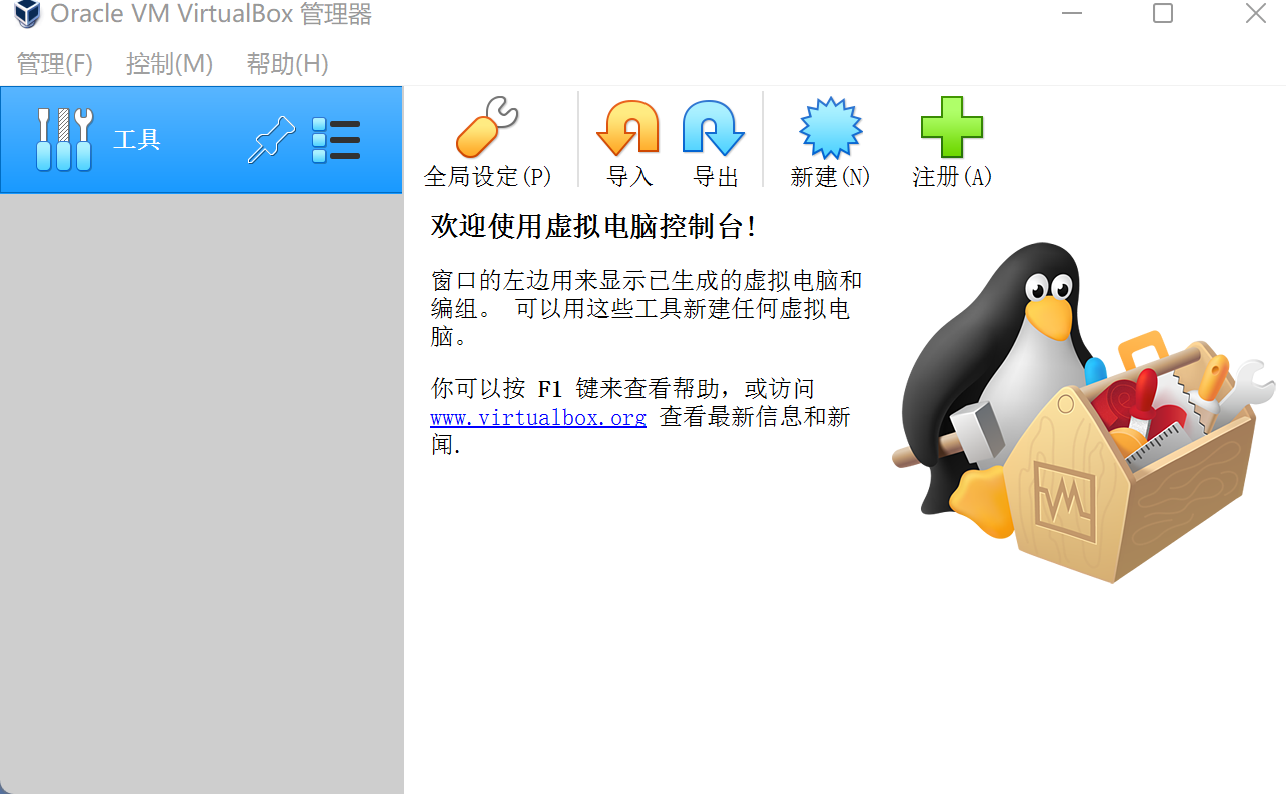 Oracle VM VirtualBox 管理器
管理(F) 控制(M) 帮助(H)
工具
全局设定(P) 导入 导出 新建(N) 注册(A)
欢迎使用虚拟电脑控制台!
窗口的左边用来显示已生成的虚拟电脑和
编组。 可以用这些工具新建任何虚拟电
脑。
你可以按 F1 键来查看帮助，或访问
www.virtualbox.org 查看最新信息和新
闻.